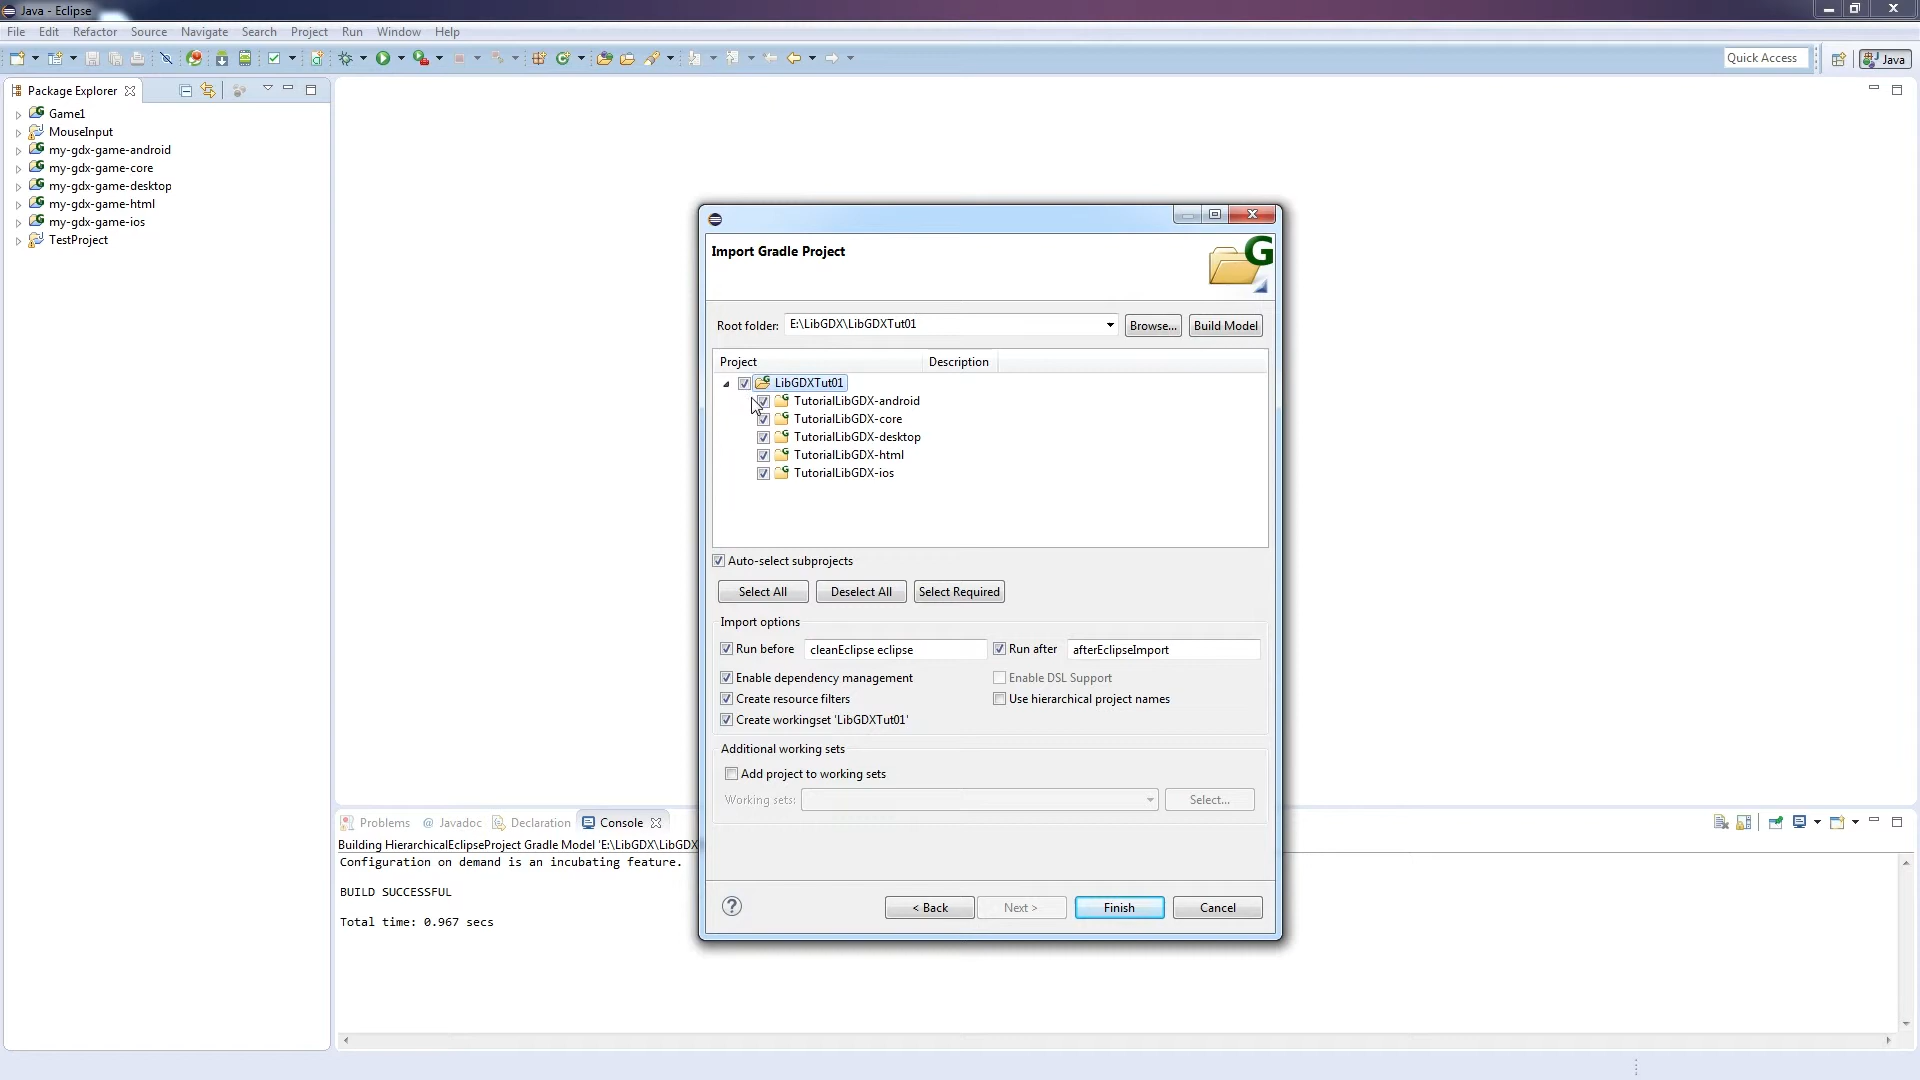 Java - Eclipse
File Edit Refactor Source Navigate Search Project Run Window Help
Quick Access Java
Package Explorer
Game1
MouseInput
my-gdx-game-android
my-gdx-game-core
my-gdx-game-desktop
my-gdx-game-html
my-gdx-game-ios
TestProject
Import Gradle Project
G
Root folder: E:\LibGDX\LibGDXTut01 Browse... Build Model
Project Description
LibGDXTut01
TutorialLibGDX-android
TutorialLibGDX-core
TutorialLibGDX-desktop
TutorialLibGDX-html
TutorialLibGDX-ios
Auto-select subprojects
Select All Deselect All Select Required
Import options
Run before cleanEclipse eclipse Run after afterEclipseImport
Enable dependency management Enable DSL Support
Create resource filters Use hierarchical project names
Create workingset 'LibGDXTut01'
Additional working sets
Add project to working sets
Working sets: Select...
? < Back Next > Finish Cancel
Problems @ Javadoc Declaration Console
Building HierarchicalEclipseProject Gradle Model 'E:\LibGDX\LibGDX
Configuration on demand is an incubating feature.
BUILD SUCCESSFUL
Total time: 0.967 secs